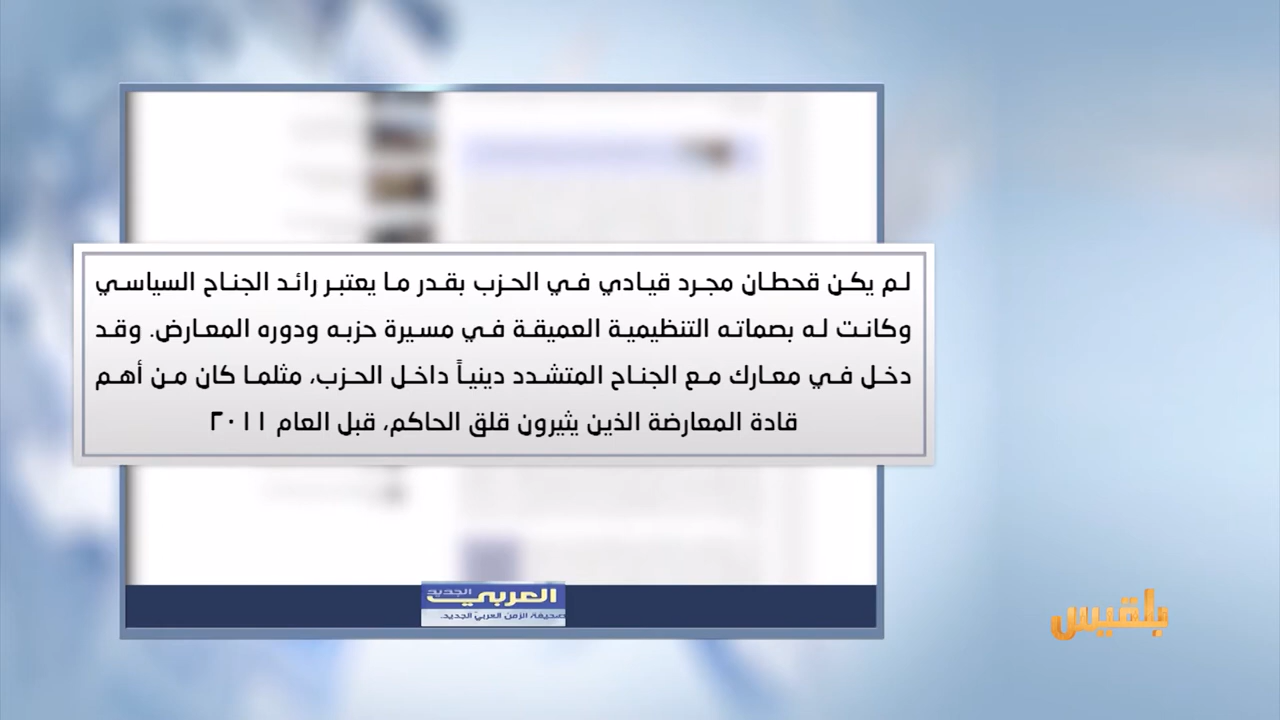 لم يكن قحطان مجرد قيادي في الحزب بقدر ما يعتبر رائد الجناح السياسي
وكانت له بصماته التنظيمية العميقة في مسيرة حزبه ودوره المعارض. وقد
دخل في معارك مع الجناح المتشدد دينياً داخل الحزب، مثلما كان من أهم
قادة المعارضة الذين يثيرون قلق الحاكم، قبل العام ٢٠١١
العربي الجديد
صحيفة الزمن العربي الجديد.
بلقيس